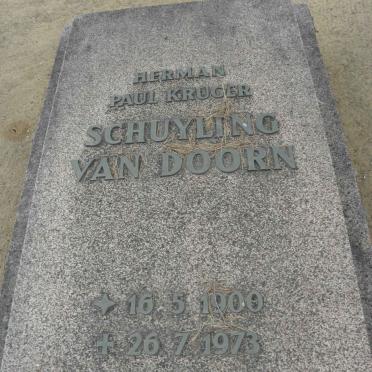 HERMAN
PAUL KRUGER
SCHUYLING
VAN DOORN
✦ 16.5.1900
✝ 26.7.1973